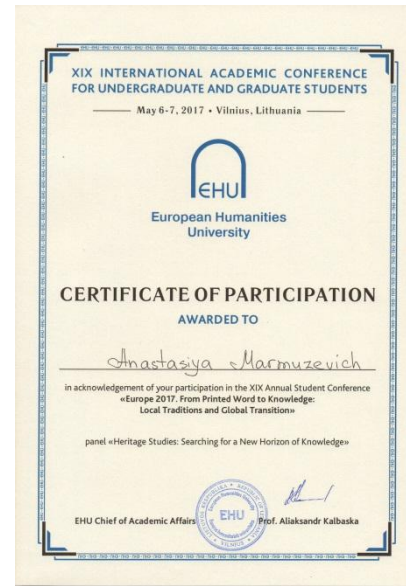 XIX INTERNATIONAL ACADEMIC CONFERENCE
FOR UNDERGRADUATE AND GRADUATE STUDENTS
May 6-7, 2017 • Vilnius, Lithuania
EHU
European Humanities
University
CERTIFICATE OF PARTICIPATION
AWARDED TO
Anastasiya Marmuzevich
in acknowledgement of your participation in the XIX Annual Student Conference
«Europe 2017. From Printed Word to Knowledge:
Local Traditions and Global Transition»
panel «Heritage Studies: Searching for a New Horizon of Knowledge»
EHU Chief of Academic Affairs
EHU
VILNIUS
Prof. Aliaksandr Kalbaska